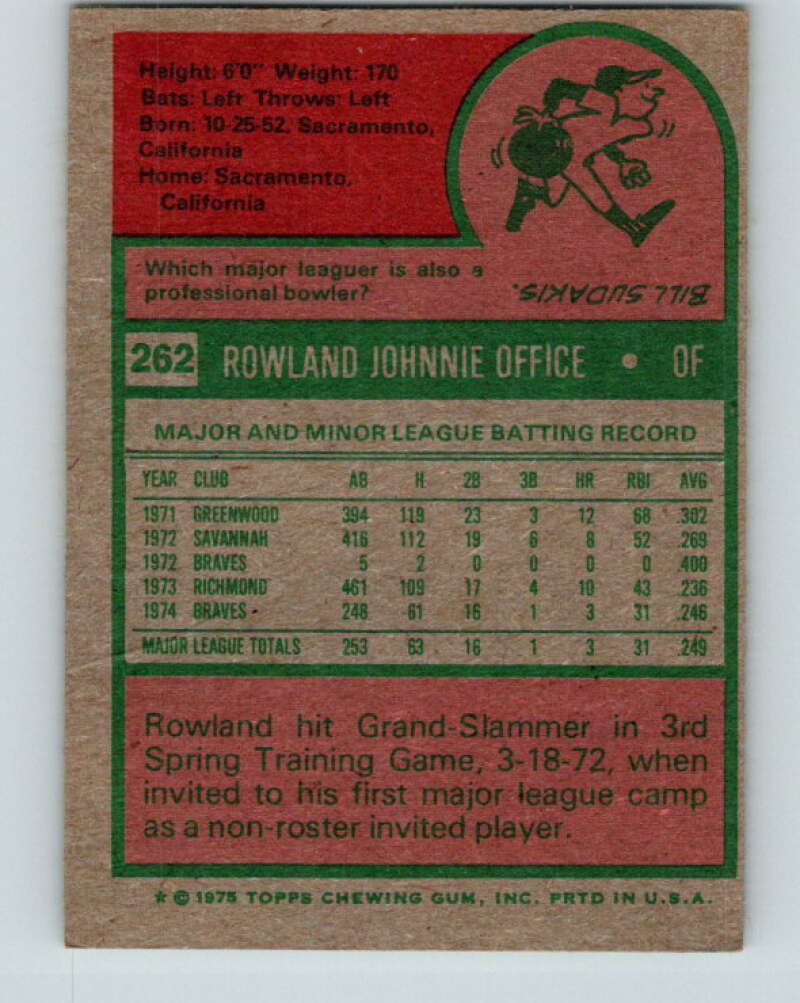 Height: 6'0" Weight: 170
Bats: Left Throws: Left
Born: 10-25-52, Sacramento,
California
Home: Sacramento,
California
Which major leaguer is also a
professional bowler?
BILL SUDAKIS.
262 ROWLAND JOHNNIE OFFICE • OF
MAJOR AND MINOR LEAGUE BATTING RECORD
YEAR CLUB AB H 2B 3B HR RBI AVG
1971 GREENWOOD 394 119 23 3 12 68 .302
1972 SAVANNAH 416 112 19 6 8 52 .269
1972 BRAVES 5 2 0 0 0 0 .400
1973 RICHMOND 461 109 17 4 10 43 .236
1974 BRAVES 248 61 16 1 3 31 .246
MAJOR LEAGUE TOTALS 253 63 16 1 3 31 .249
Rowland hit Grand-Slammer in 3rd
Spring Training Game, 3-18-72, when
invited to his first major league camp
as a non-roster invited player.
* © 1975 TOPPS CHEWING GUM, INC. PRTD IN U.S.A.